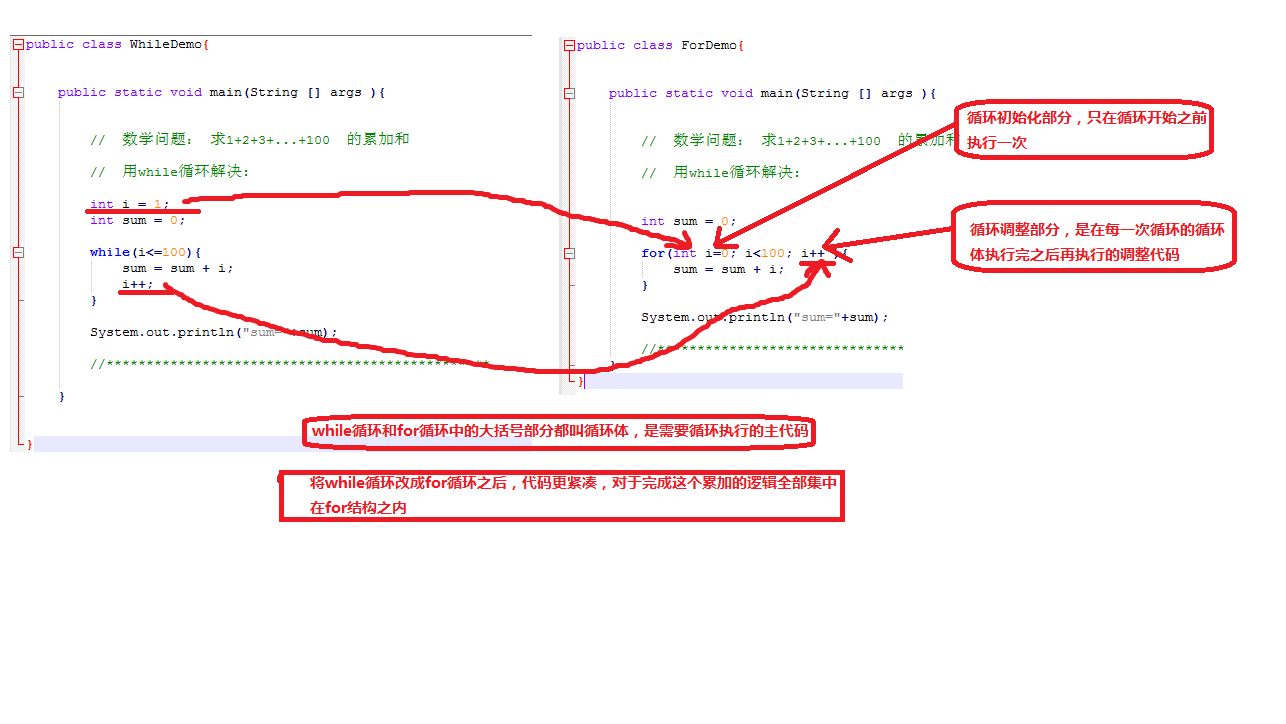 public class WhileDemo{
public static void main(String [] args ){
// 数学问题： 求1+2+3+...+100 的累加和
// 用while循环解决：
int i = 1;
int sum = 0;
while(i<=100){
sum = sum + i;
i++;
}
System.out.println("sum="+sum);
//************************************************
}
}
public class ForDemo{
public static void main(String [] args ){
// 数学问题： 求1+2+3+...+100 的累加和
// 用while循环解决：
int sum = 0;
for(int i=0; i<100; i++ ){
sum = sum + i;
}
System.out.println("sum="+sum);
//*******************************
}
}
循环初始化部分，只在循环开始之前
执行一次
循环调整部分，是在每一次循环的循环
体执行完之后再执行的调整代码
while循环和for循环中的大括号部分都叫循环体，是需要循环执行的主代码
将while循环改成for循环之后，代码更紧凑，对于完成这个累加的逻辑全部集中
在for结构之内